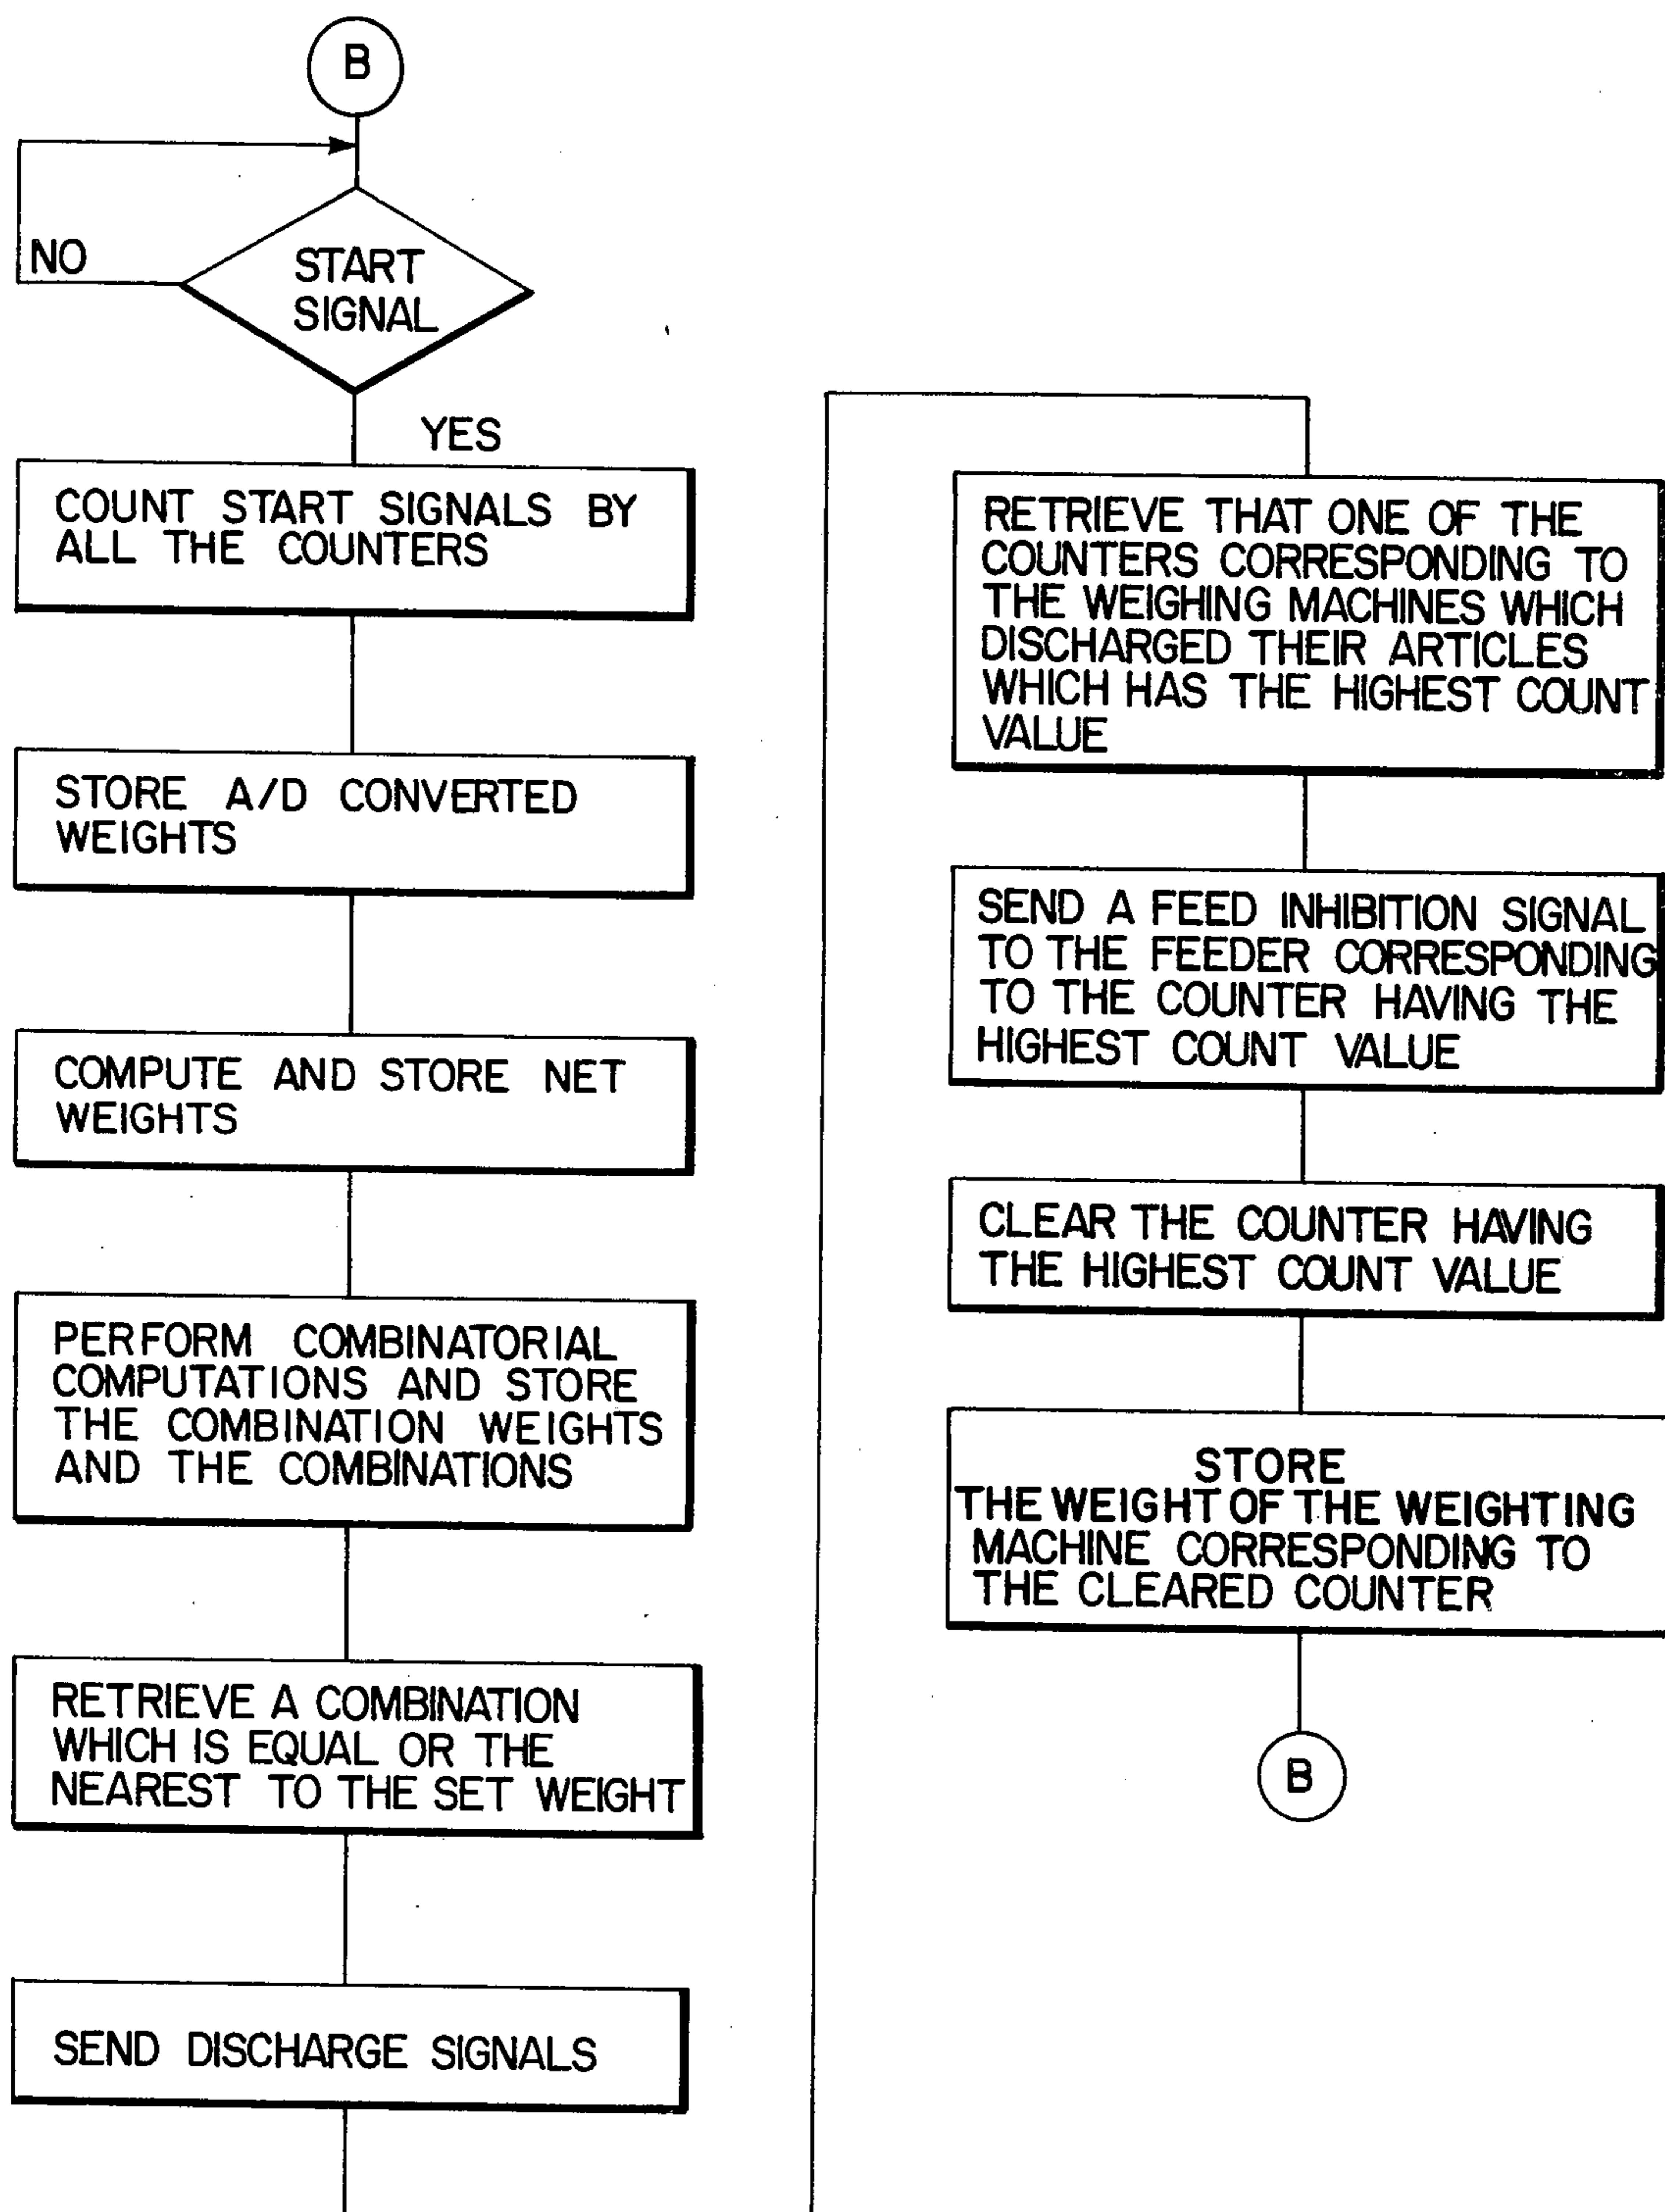 B
NO
START
SIGNAL
YES
COUNT START SIGNALS BY
ALL THE COUNTERS
STORE A/D CONVERTED
WEIGHTS
COMPUTE AND STORE NET
WEIGHTS
PERFORM COMBINATORIAL
COMPUTATIONS AND STORE
THE COMBINATION WEIGHTS
AND THE COMBINATIONS
RETRIEVE A COMBINATION
WHICH IS EQUAL OR THE
NEAREST TO THE SET WEIGHT
SEND DISCHARGE SIGNALS
RETRIEVE THAT ONE OF THE
COUNTERS CORRESPONDING TO
THE WEIGHING MACHINES WHICH
DISCHARGED THEIR ARTICLES
WHICH HAS THE HIGHEST COUNT
VALUE
SEND A FEED INHIBITION SIGNAL
TO THE FEEDER CORRESPONDING
TO THE COUNTER HAVING THE
HIGHEST COUNT VALUE
CLEAR THE COUNTER HAVING
THE HIGHEST COUNT VALUE
STORE
THE WEIGHT OF THE WEIGHTING
MACHINE CORRESPONDING TO
THE CLEARED COUNTER
B